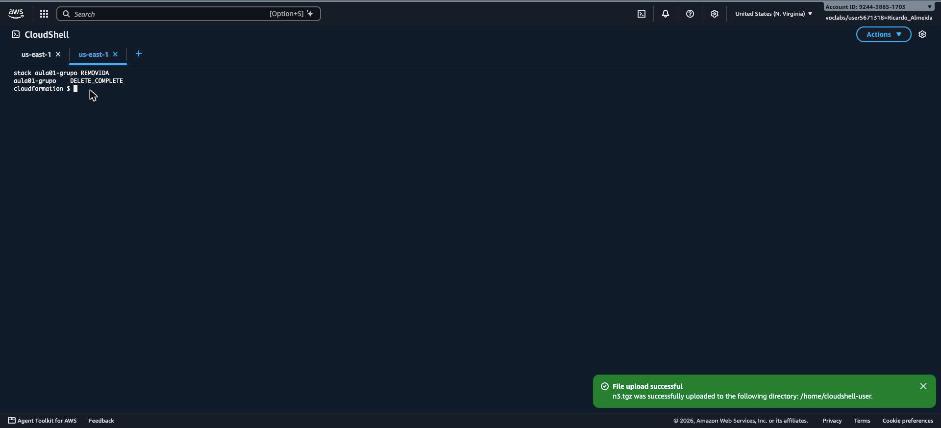 aws
Search
[Option+S]
United States (N. Virginia)
Account ID: 9244-3885-1703
voclabs/user5671318=Ricardo_Almeida
CloudShell
Actions
us-east-1
us-east-1
+
stack aula01-grupo REMOVIDA
aula01-grupo DELETE_COMPLETE
cloudformation $
File upload successful
n3.tgz was successfully uploaded to the following directory: /home/cloudshell-user.
Agent Toolkit for AWS
Feedback
© 2026, Amazon Web Services, Inc. or its affiliates.
Privacy
Terms
Cookie preferences